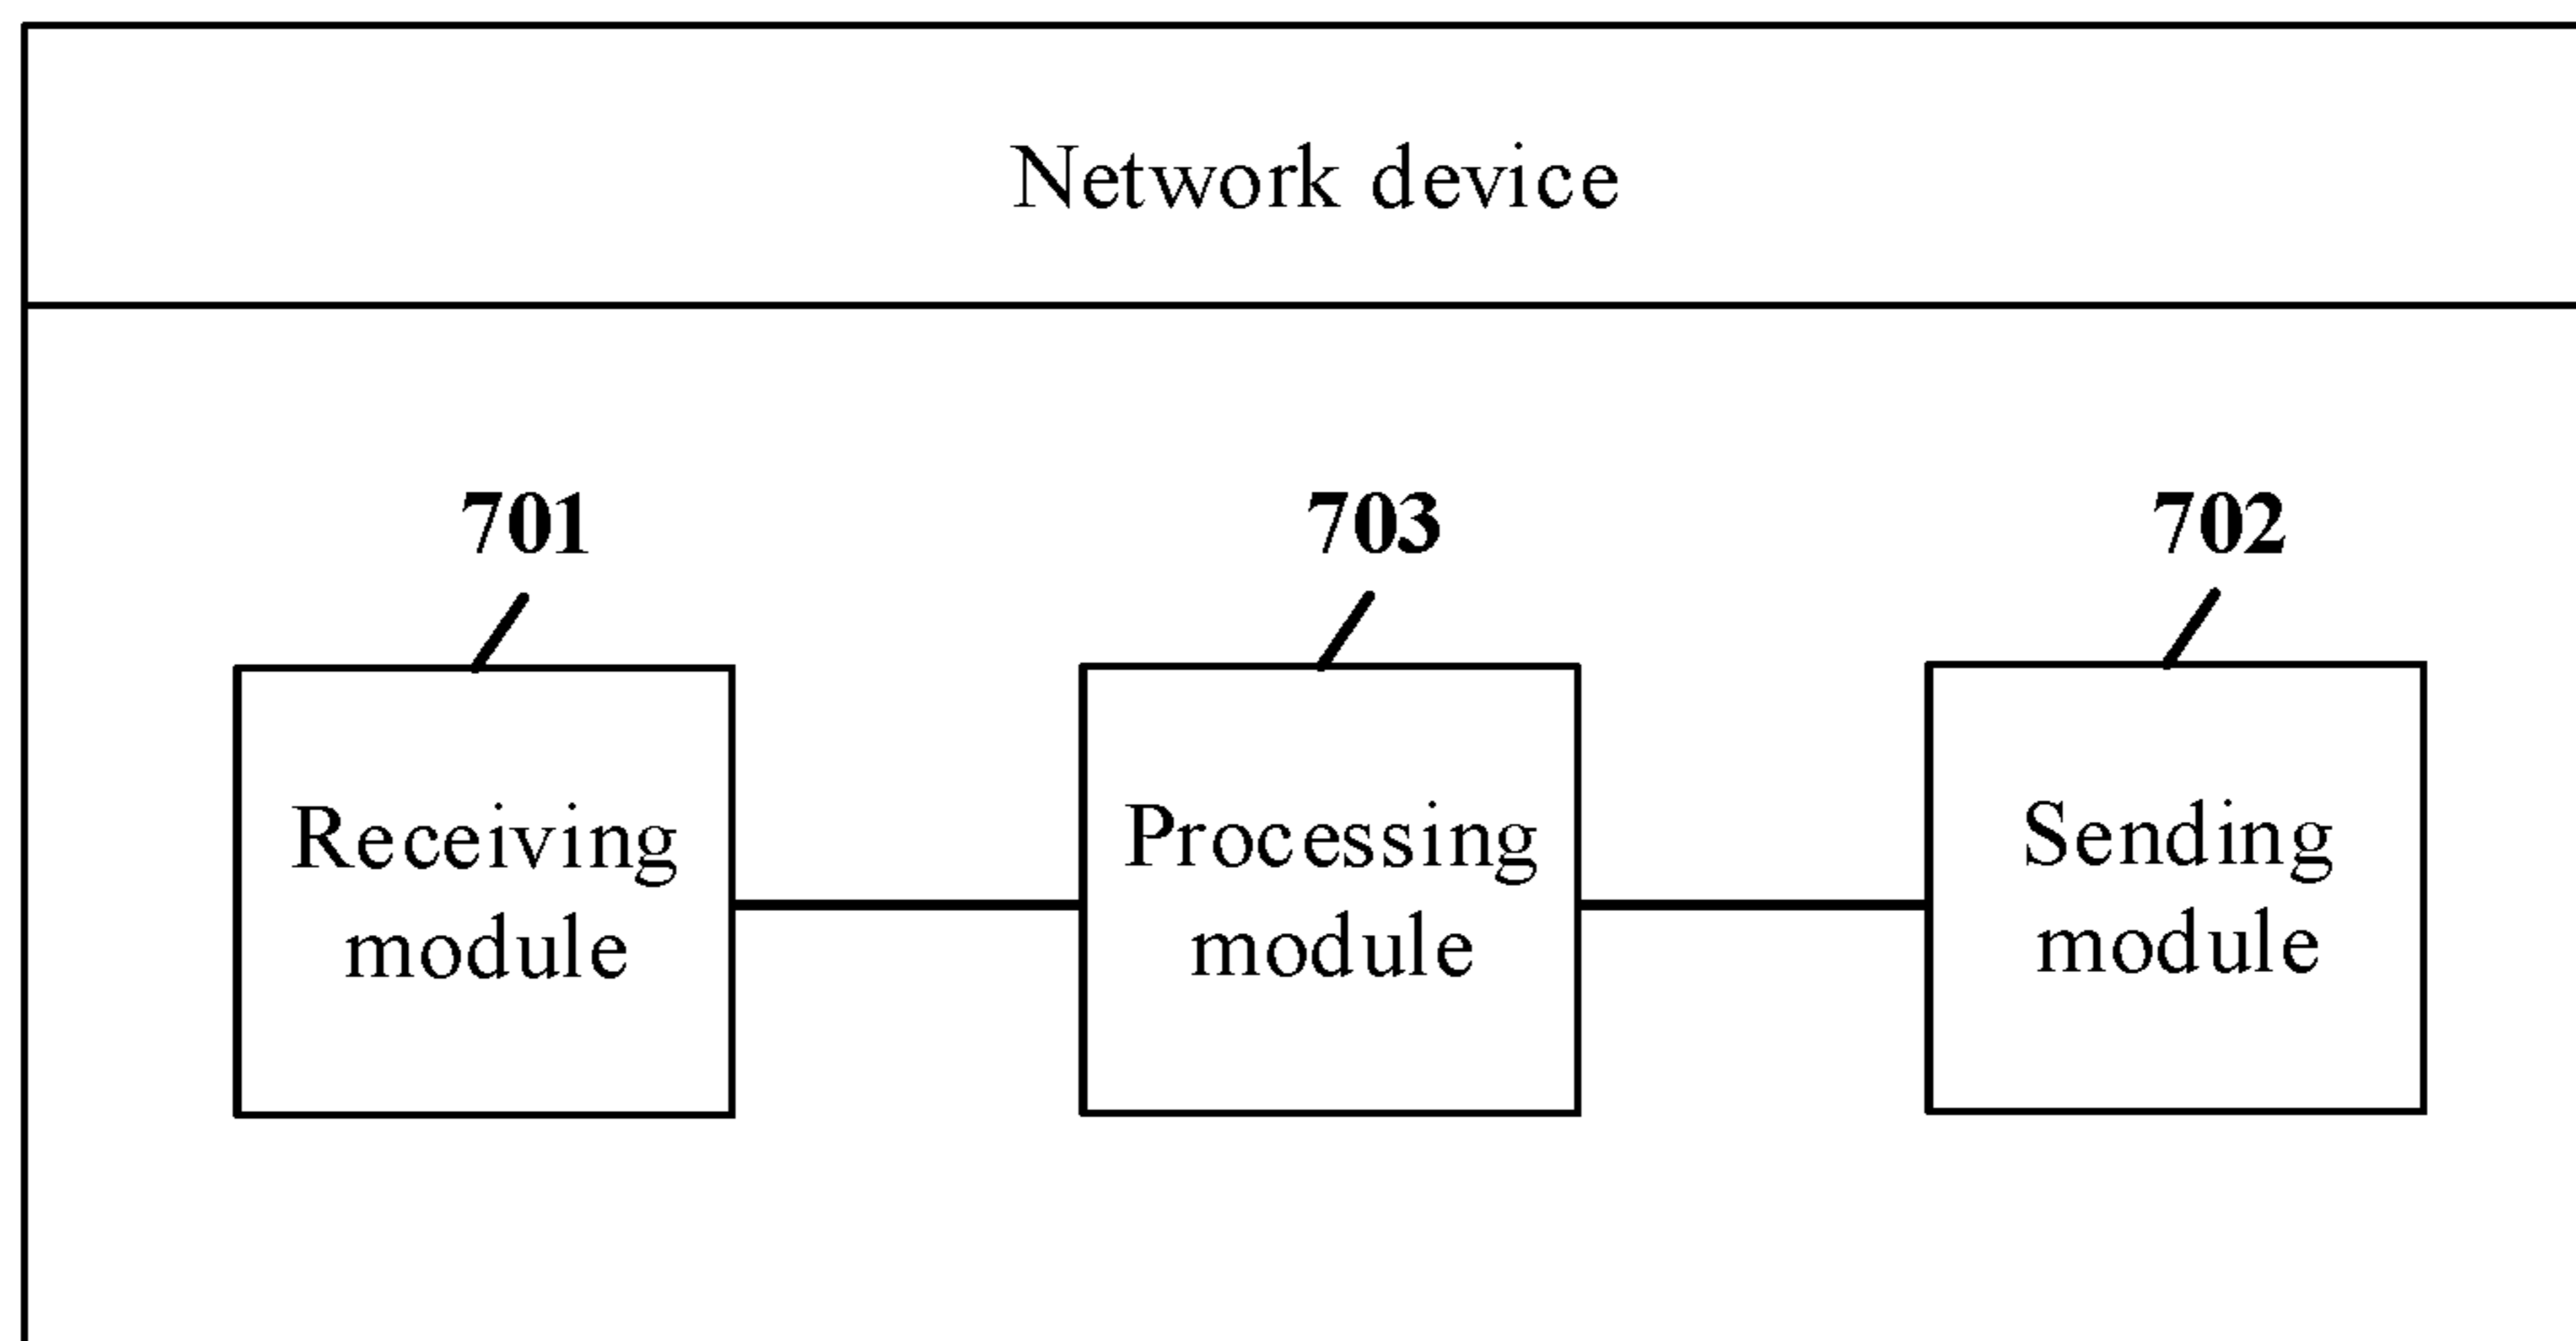 Network device
701
703
702
Receiving
module
Processing
module
Sending
module